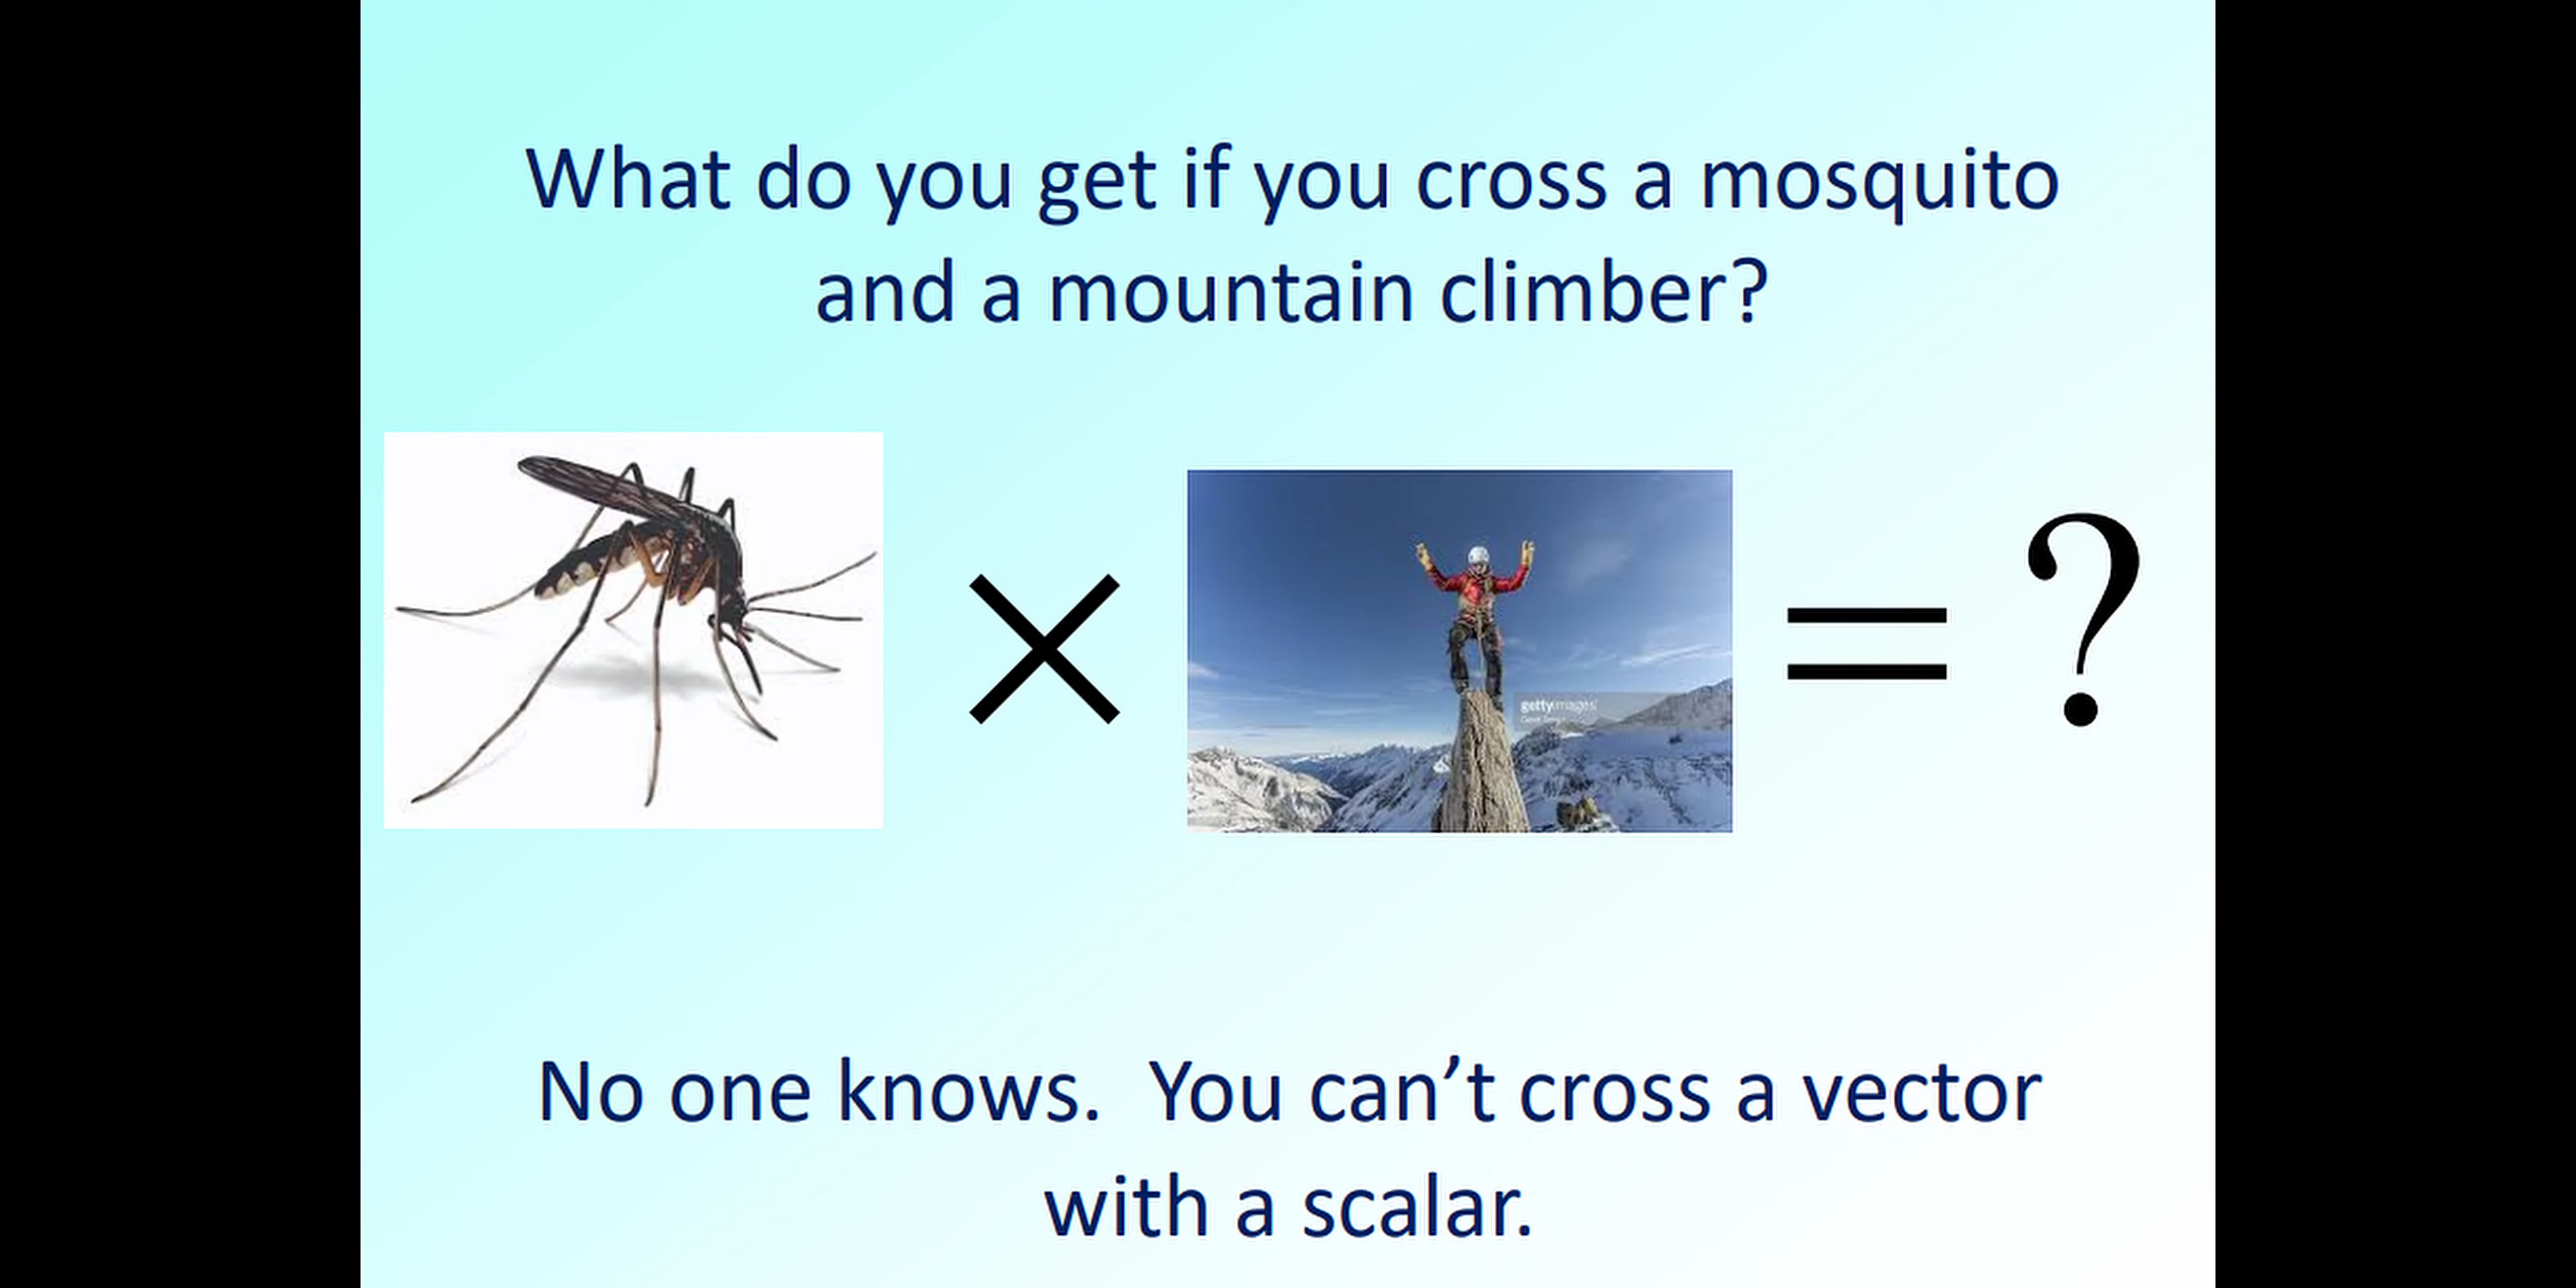 What do you get if you cross a mosquito
and a mountain climber?
× = ?
gettyimages
No one knows.  You can’t cross a vector
with a scalar.